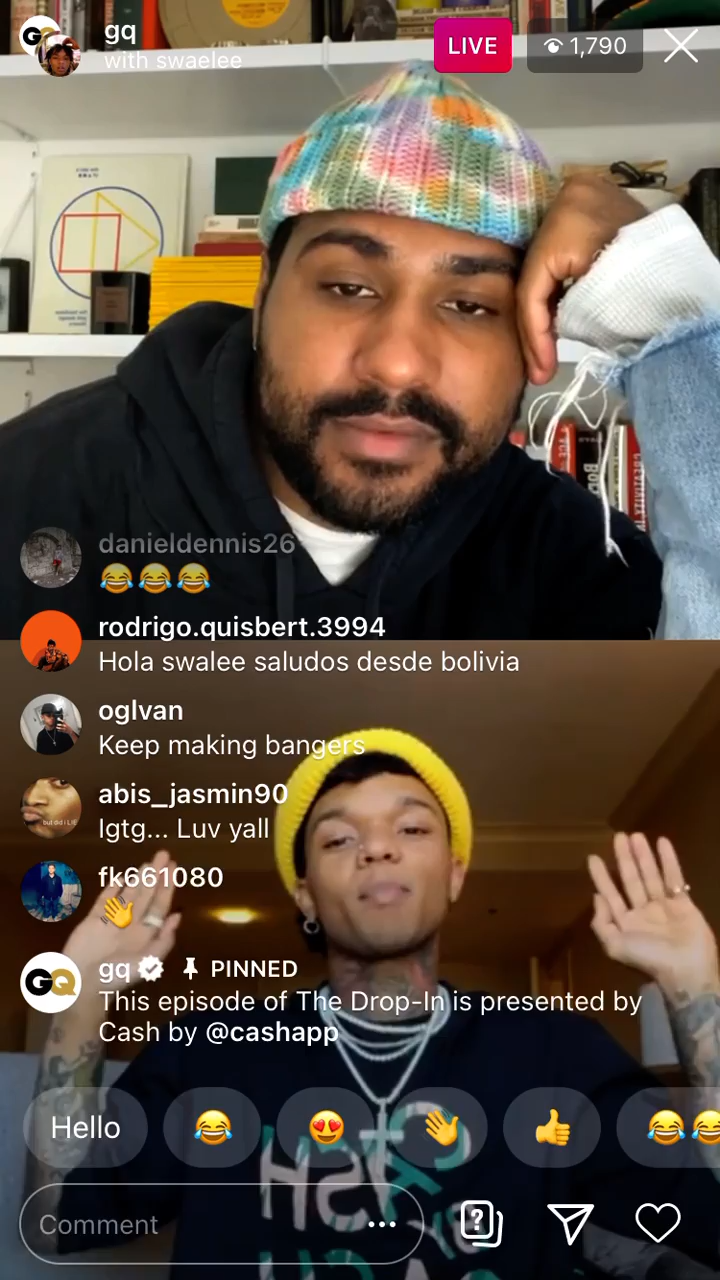 gq
with swaelee
LIVE
1,790
danieldennis26
😂😂😂
rodrigo.quisbert.3994
Hola swalee saludos desde bolivia
oglvan
Keep making bangers
abis_jasmin90
Igtg... Luv yall
fk661080
👋
GQ
gq PINNED
This episode of The Drop-In is presented by
Cash by @cashapp
Hello 😂 😍 👋 👍 😂😂
Comment